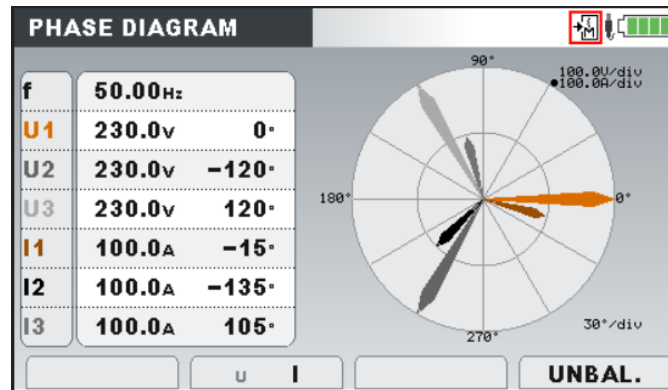 PHASE DIAGRAM
M
f 50.00Hz
U1 230.0V 0°
U2 230.0V -120°
U3 230.0V 120°
I1 100.0A -15°
I2 100.0A -135°
I3 100.0A 105°
90°
100.0V/div
100.0A/div
180°
0°
270°
30°/div
U I
UNBAL.